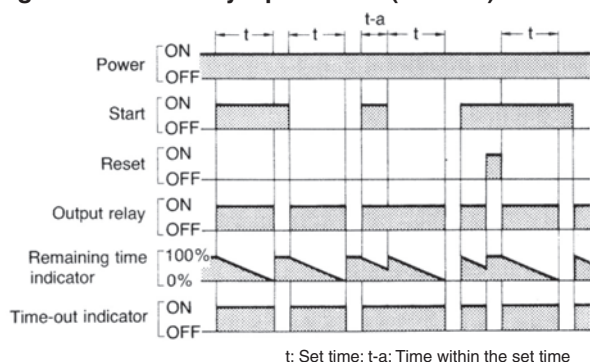 t t t-a t t
Power ON
OFF
Start ON
OFF
Reset ON
OFF
Output relay ON
OFF
Remaining time indicator 100%
0%
Time-out indicator ON
OFF
t: Set time; t-a: Time within the set time